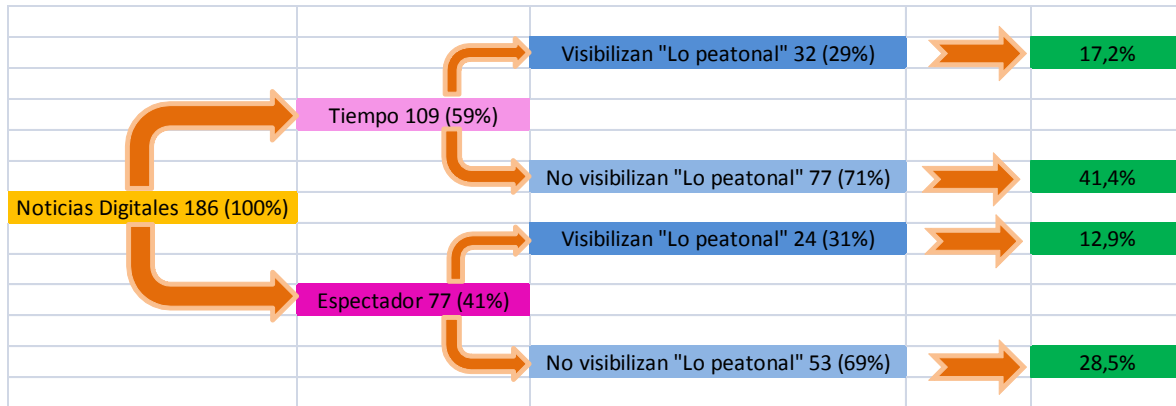 Visibilizan "Lo peatonal" 32 (29%) 17,2%
Tiempo 109 (59%)
No visibilizan "Lo peatonal" 77 (71%) 41,4%
Noticias Digitales 186 (100%)
Visibilizan "Lo peatonal" 24 (31%) 12,9%
Espectador 77 (41%)
No visibilizan "Lo peatonal" 53 (69%) 28,5%